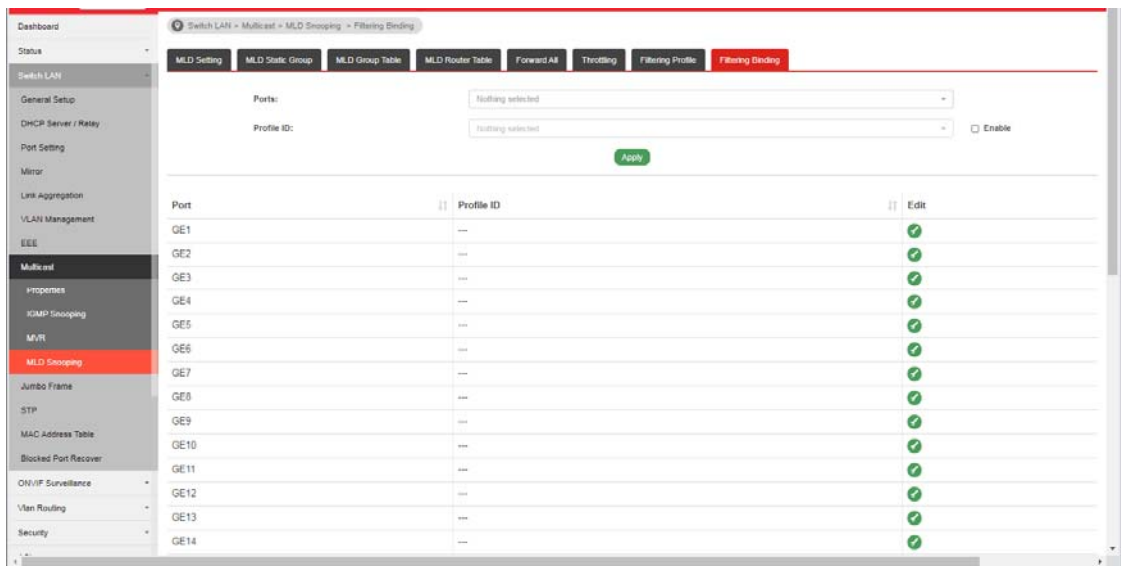 Dashboard
Status
Switch LAN
General Setup
DHCP Server / Relay
Port Setting
Mirror
Link Aggregation
VLAN Management
EEE
Multicast
Properties
IGMP Snooping
MVR
MLD Snooping
Jumbo Frame
STP
MAC Address Table
Blocked Port Recover
ONVIF Surveillance
Vlan Routing
Security
Switch LAN » Multicast » MLD Snooping » Filtering Binding
MLD Setting MLD Static Group MLD Group Table MLD Router Table Forward All Throttling Filtering Profile Filtering Binding
Ports: Nothing selected
Profile ID: Nothing selected Enable
Apply
Port Profile ID Edit
GE1 ---
GE2 ---
GE3 ---
GE4 ---
GE5 ---
GE6 ---
GE7 ---
GE8 ---
GE9 ---
GE10 ---
GE11 ---
GE12 ---
GE13 ---
GE14 ---